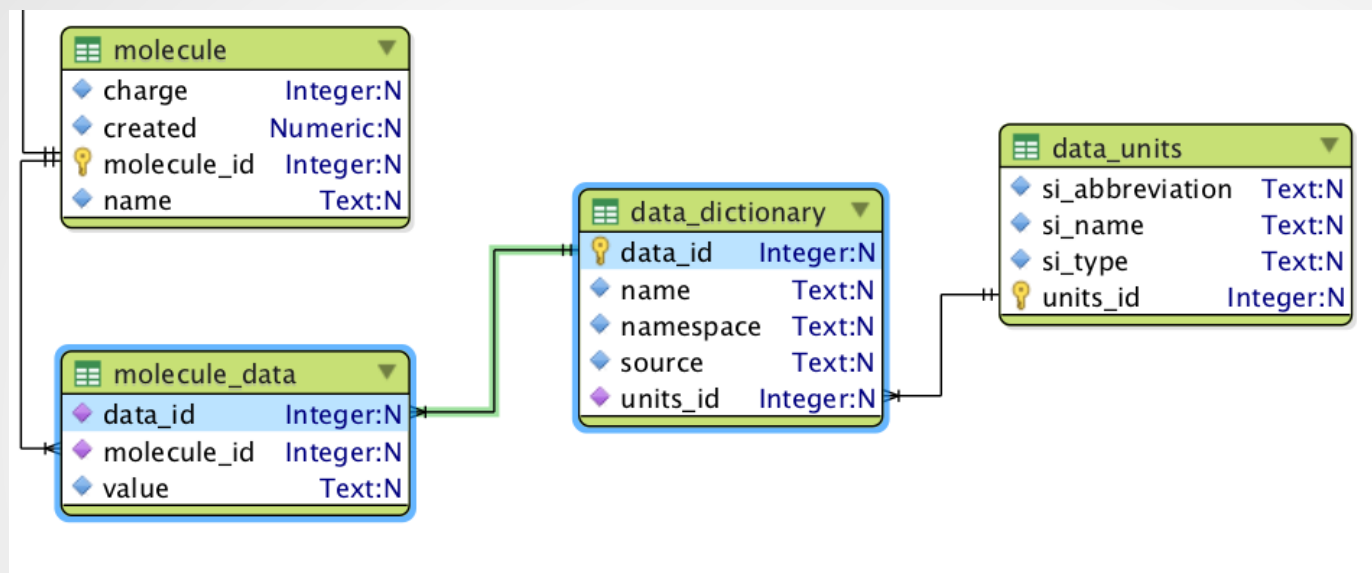 molecule
charge Integer:N
created Numeric:N
molecule_id Integer:N
name Text:N
data_units
si_abbreviation Text:N
si_name Text:N
si_type Text:N
units_id Integer:N
data_dictionary
data_id Integer:N
name Text:N
namespace Text:N
source Text:N
units_id Integer:N
molecule_data
data_id Integer:N
molecule_id Integer:N
value Text:N